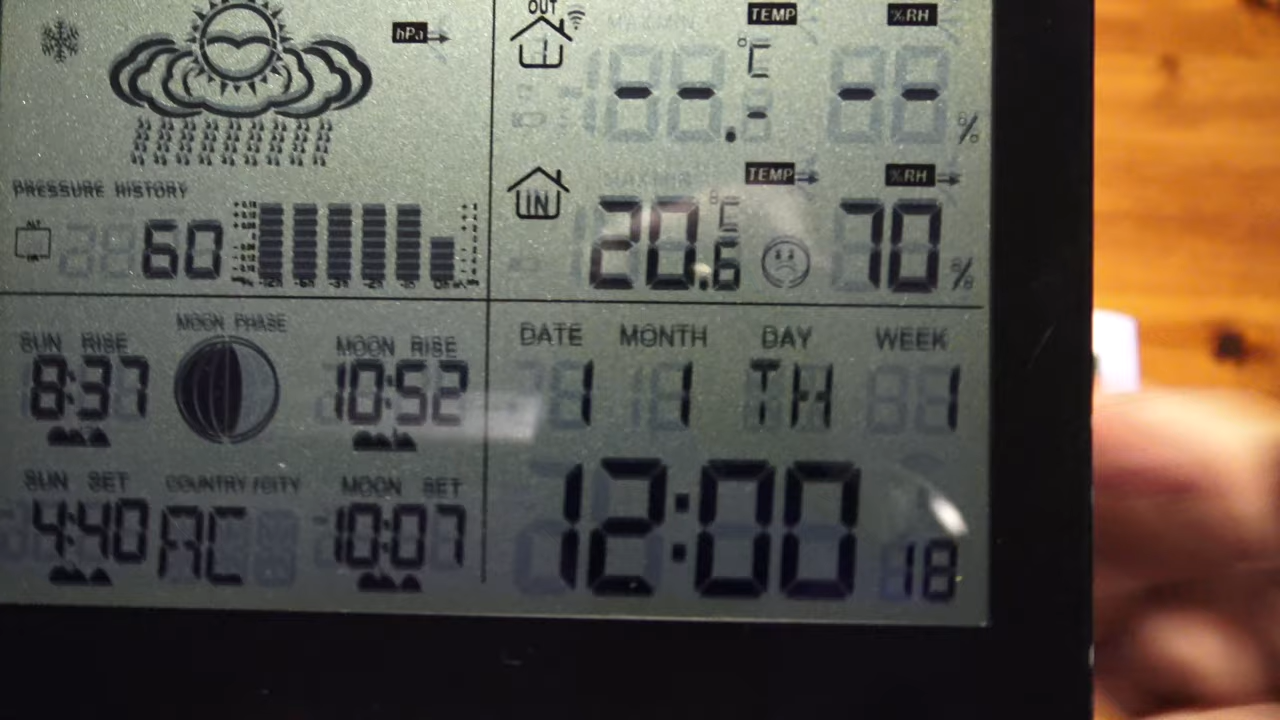 OUT
hPa
TEMP
%RH
°C
--.-
--
%
IN
TEMP
%RH
20.6
°C
70
%
PRESSURE HISTORY
ALT
60
SUN RISE
8:37
MOON PHASE
MOON RISE
10:52
SUN SET
4:40
COUNTRY/CITY
AC
MOON SET
10:07
DATE MONTH DAY WEEK
1 1 TH 1
12:00 18